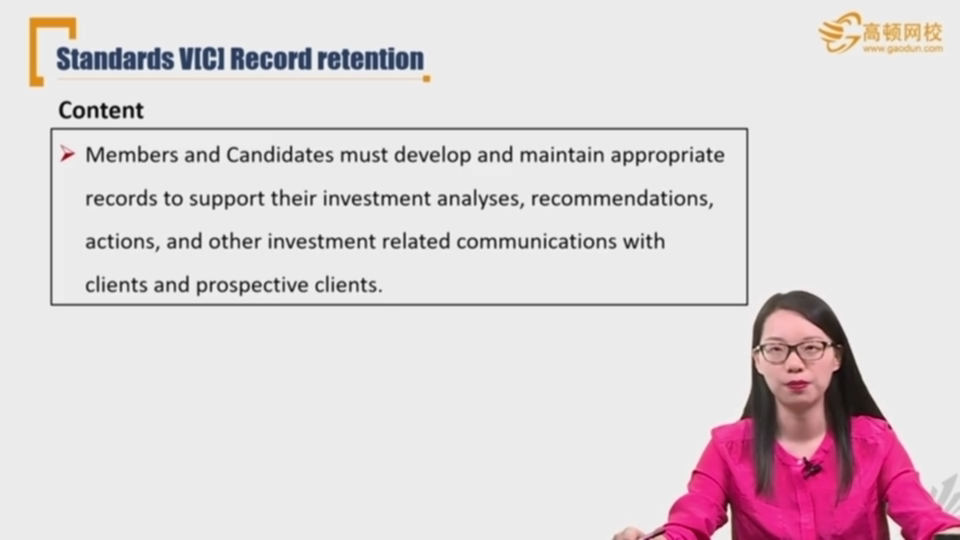 Standards V[C] Record retention
高顿网校
www.gaodun.com
Content
Members and Candidates must develop and maintain appropriate
records to support their investment analyses, recommendations,
actions, and other investment related communications with
clients and prospective clients.